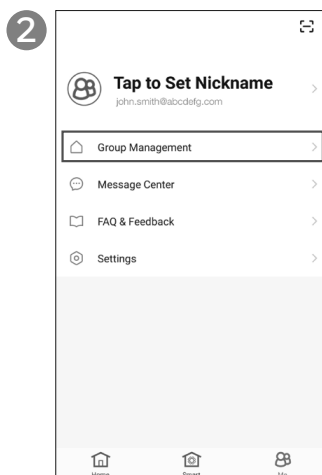 2
Tap to Set Nickname
john.smith@abcdefg.com
Group Management
Message Center
FAQ & Feedback
Settings
Home Smart Me